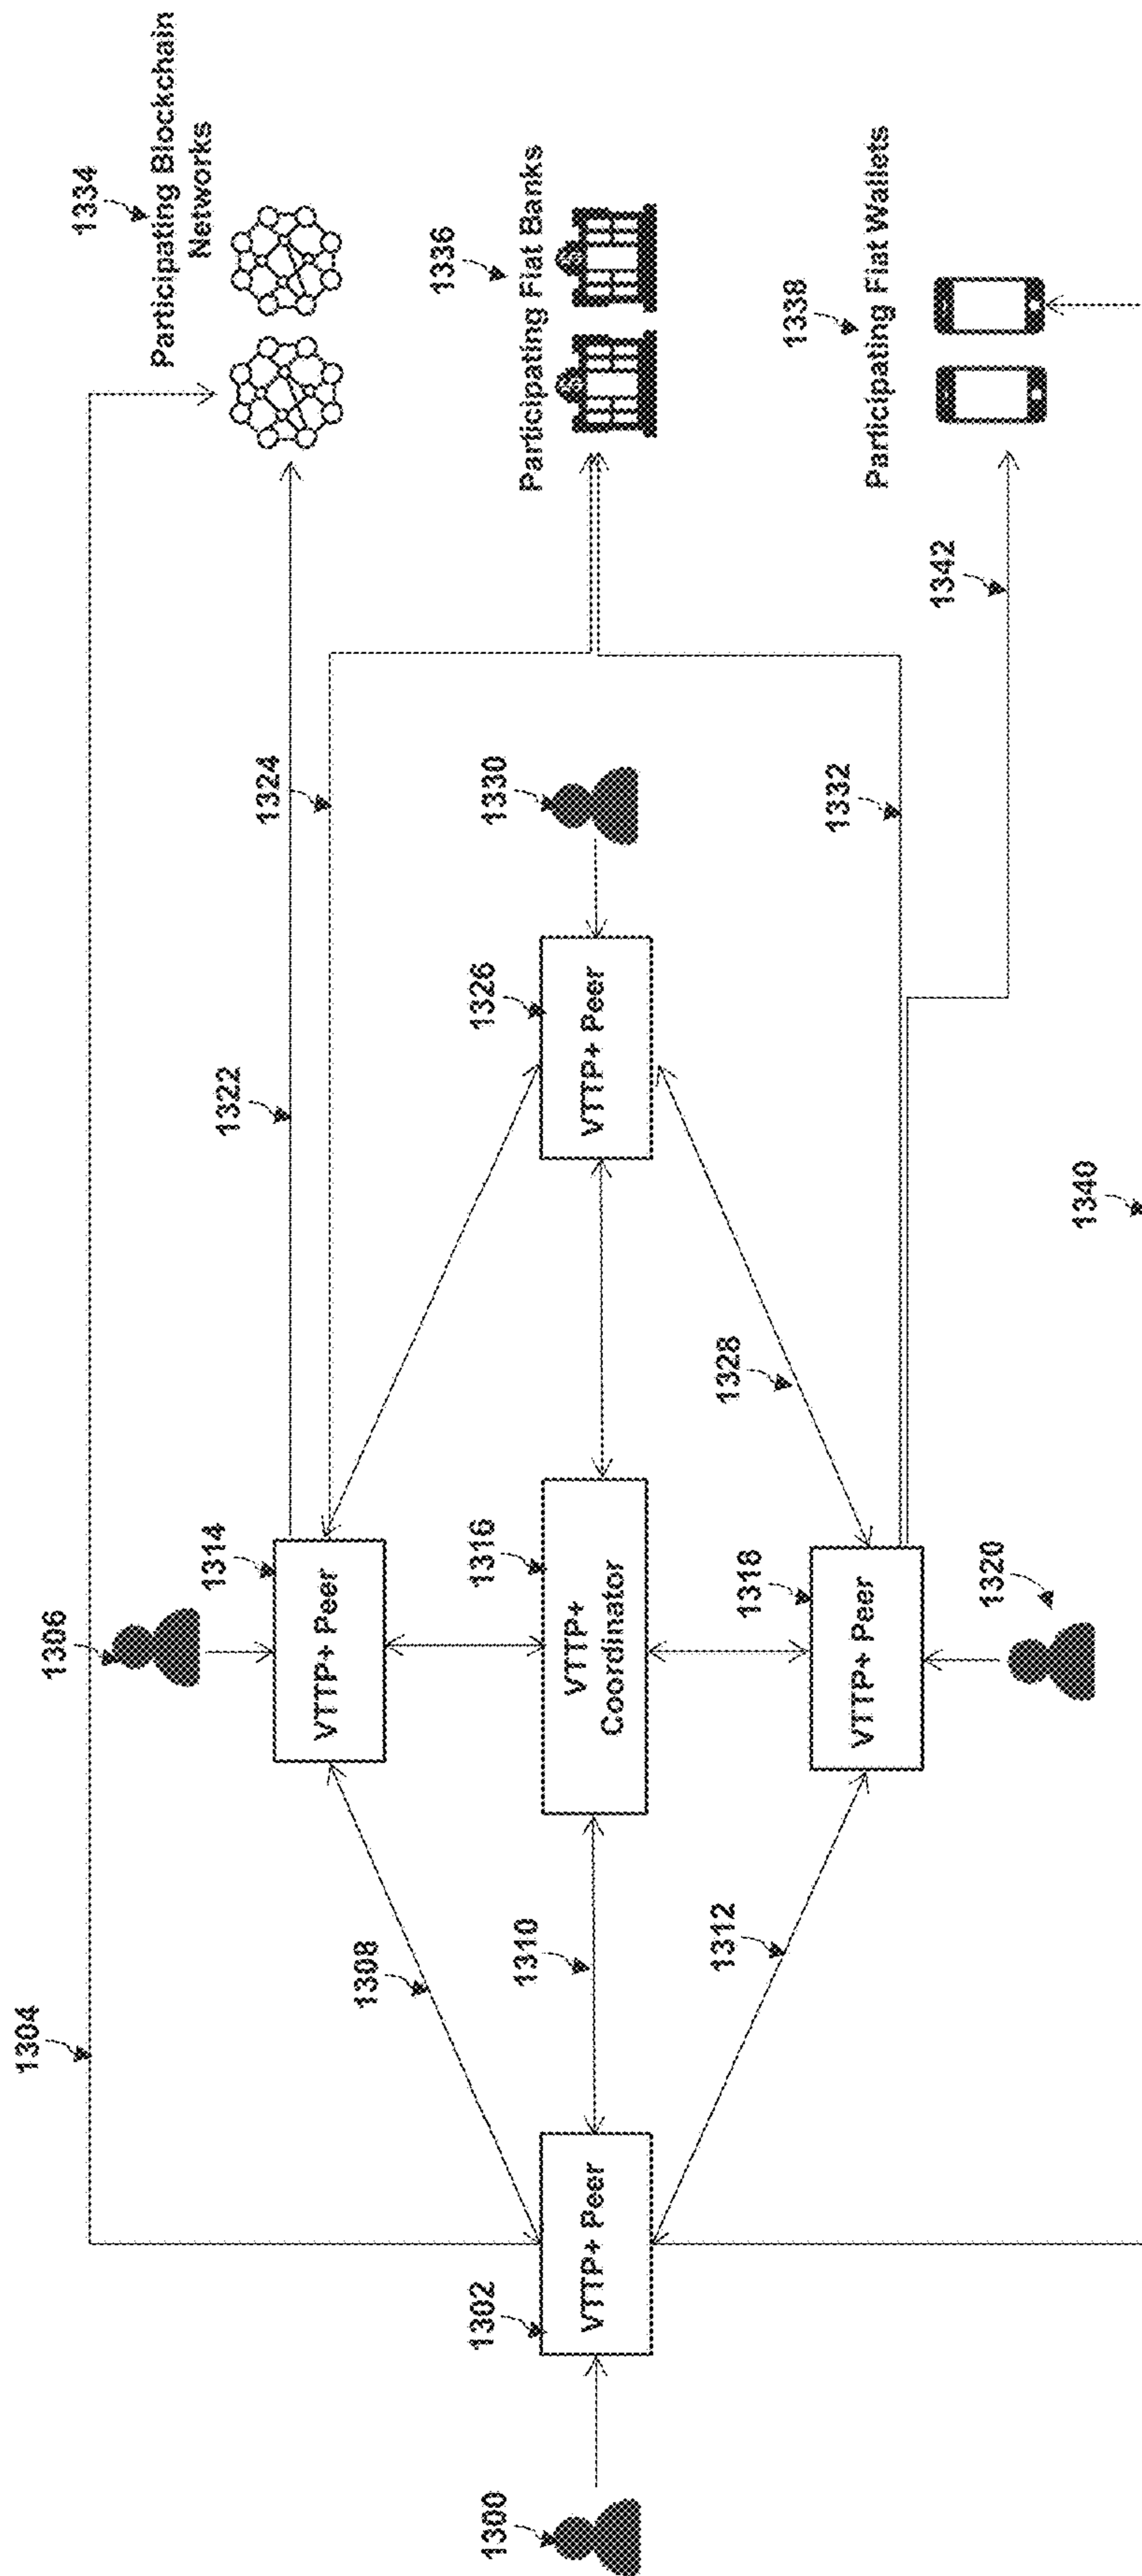 1334
Participating Blockchain
Networks
1336
Participating Fiat Banks
1338
Participating Fiat Wallets
1304
1306
1322
1324
1342
1314
VTTP+ Peer
1330
1332
1308
1316
VTTP+
Coordinator
1326
VTTP+ Peer
1310
1328
1340
1302
VTTP+ Peer
1312
1318
VTTP+ Peer
1300
1320